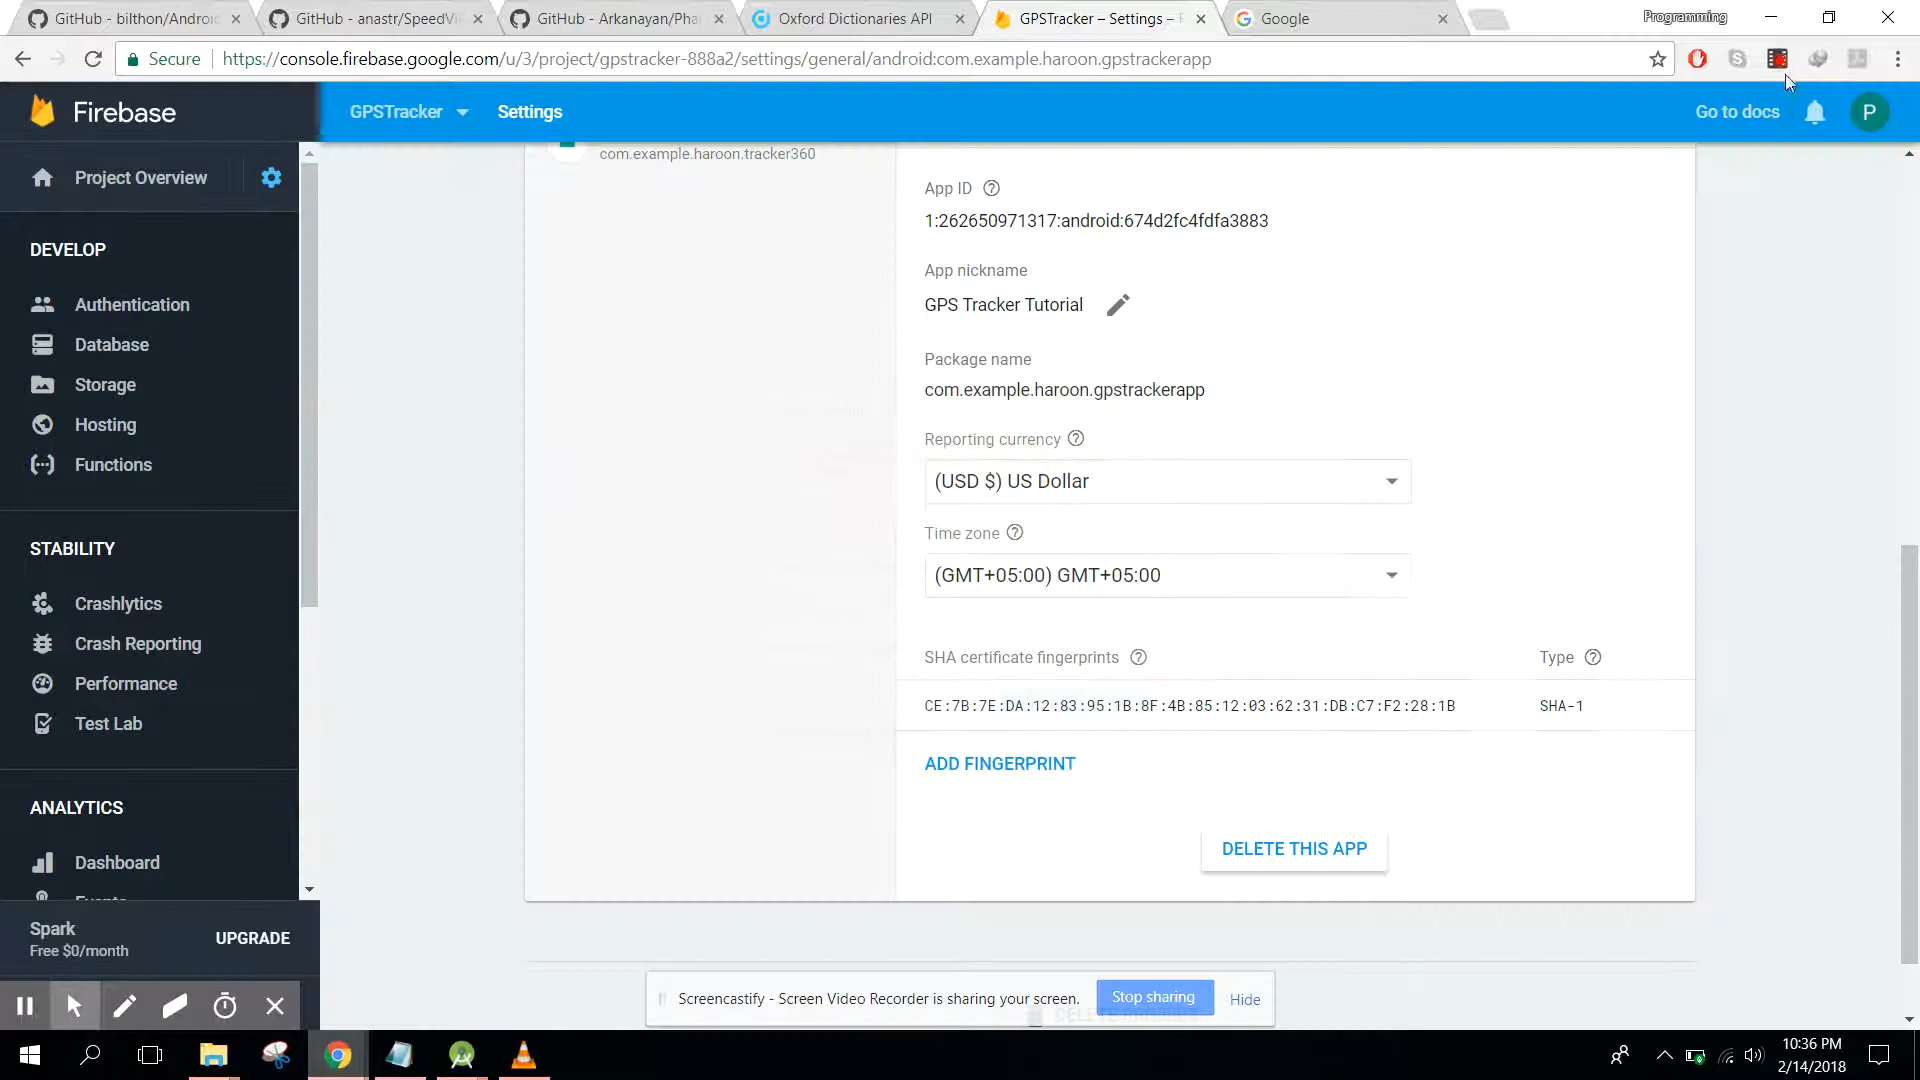 GitHub - bilthon/Androic
GitHub - anastr/SpeedVi
GitHub - Arkanayan/Pha
Oxford Dictionaries API
GPSTracker – Settings –
Google
Programming
Secure
https://console.firebase.google.com/u/3/project/gpstracker-888a2/settings/general/android:com.example.haroon.gpstrackerapp
Firebase
GPSTracker
Settings
Go to docs
P
Project Overview
DEVELOP
Authentication
Database
Storage
Hosting
Functions
STABILITY
Crashlytics
Crash Reporting
Performance
Test Lab
ANALYTICS
Dashboard
Events
Spark
Free $0/month
UPGRADE
com.example.haroon.tracker360
App ID
1:262650971317:android:674d2fc4fdfa3883
App nickname
GPS Tracker Tutorial
Package name
com.example.haroon.gpstrackerapp
Reporting currency
(USD $) US Dollar
Time zone
(GMT+05:00) GMT+05:00
SHA certificate fingerprints
Type
CE:7B:7E:DA:12:83:95:1B:8F:4B:85:12:03:62:31:DB:C7:F2:28:1B
SHA-1
ADD FINGERPRINT
DELETE THIS APP
Screencastify - Screen Video Recorder is sharing your screen.
Stop sharing
Hide
10:36 PM
2/14/2018